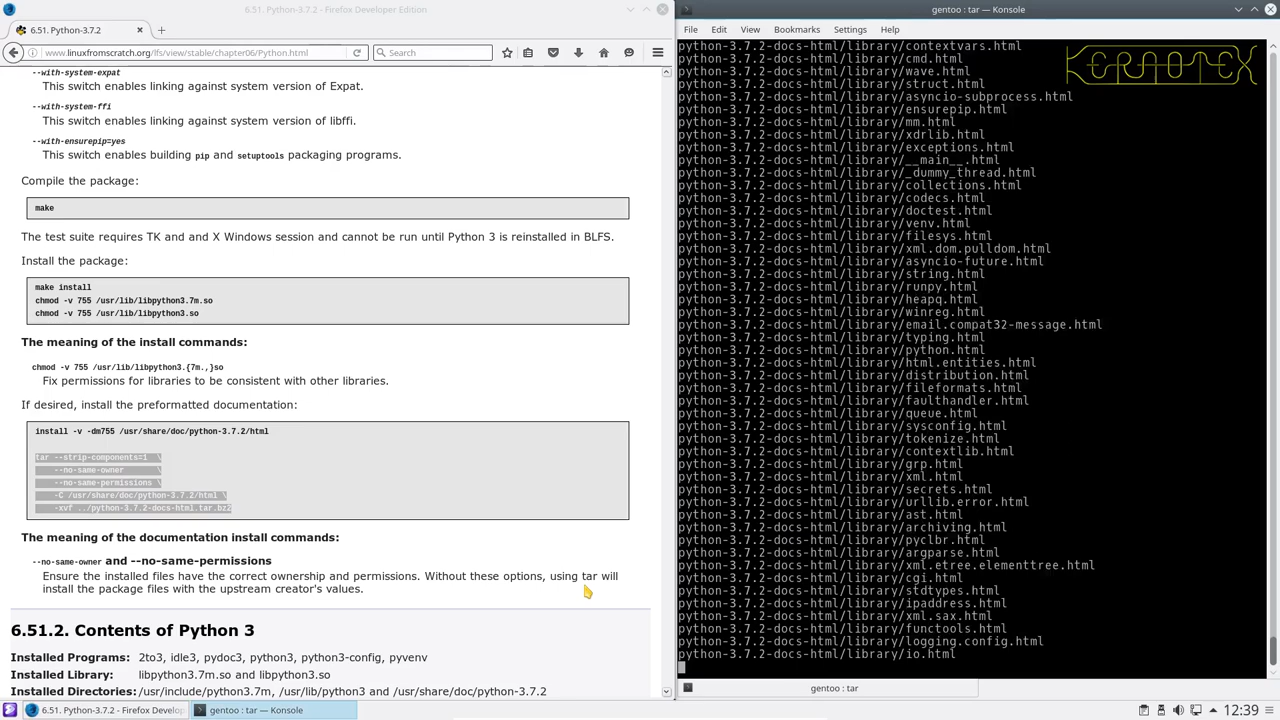 6.51. Python-3.7.2 - Firefox Developer Edition
6.51. Python-3.7.2
www.linuxfromscratch.org/lfs/view/stable/chapter06/Python.html
Search
--with-system-expat
This switch enables linking against system version of Expat.
--with-system-ffi
This switch enables linking against system version of libffi.
--with-ensurepip=yes
This switch enables building pip and setuptools packaging programs.
Compile the package:
make
The test suite requires TK and and X Windows session and cannot be run until Python 3 is reinstalled in BLFS.
Install the package:
make install
chmod -v 755 /usr/lib/libpython3.7m.so
chmod -v 755 /usr/lib/libpython3.so
The meaning of the install commands:
chmod -v 755 /usr/lib/libpython3.{7m.,}so
Fix permissions for libraries to be consistent with other libraries.
If desired, install the preformatted documentation:
install -v -dm755 /usr/share/doc/python-3.7.2/html
tar --strip-components=1 \
--no-same-owner \
--no-same-permissions \
-C /usr/share/doc/python-3.7.2/html \
-xvf ../python-3.7.2-docs-html.tar.bz2
The meaning of the documentation install commands:
--no-same-owner and --no-same-permissions
Ensure the installed files have the correct ownership and permissions. Without these options, using tar will
install the package files with the upstream creator's values.
6.51.2. Contents of Python 3
Installed Programs: 2to3, idle3, pydoc3, python3, python3-config, pyvenv
Installed Library: libpython3.7m.so and libpython3.so
Installed Directories: /usr/include/python3.7m, /usr/lib/python3 and /usr/share/doc/python-3.7.2
gentoo : tar — Konsole
File Edit View Bookmarks Settings Help
KERAOTEX
python-3.7.2-docs-html/library/contextvars.html
python-3.7.2-docs-html/library/cmd.html
python-3.7.2-docs-html/library/wave.html
python-3.7.2-docs-html/library/struct.html
python-3.7.2-docs-html/library/asyncio-subprocess.html
python-3.7.2-docs-html/library/ensurepip.html
python-3.7.2-docs-html/library/mm.html
python-3.7.2-docs-html/library/xdrlib.html
python-3.7.2-docs-html/library/exceptions.html
python-3.7.2-docs-html/library/__main__.html
python-3.7.2-docs-html/library/_dummy_thread.html
python-3.7.2-docs-html/library/collections.html
python-3.7.2-docs-html/library/codecs.html
python-3.7.2-docs-html/library/doctest.html
python-3.7.2-docs-html/library/venv.html
python-3.7.2-docs-html/library/filesys.html
python-3.7.2-docs-html/library/xml.dom.pulldom.html
python-3.7.2-docs-html/library/asyncio-future.html
python-3.7.2-docs-html/library/string.html
python-3.7.2-docs-html/library/runpy.html
python-3.7.2-docs-html/library/heapq.html
python-3.7.2-docs-html/library/winreg.html
python-3.7.2-docs-html/library/email.compat32-message.html
python-3.7.2-docs-html/library/typing.html
python-3.7.2-docs-html/library/python.html
python-3.7.2-docs-html/library/html.entities.html
python-3.7.2-docs-html/library/distribution.html
python-3.7.2-docs-html/library/fileformats.html
python-3.7.2-docs-html/library/faulthandler.html
python-3.7.2-docs-html/library/queue.html
python-3.7.2-docs-html/library/sysconfig.html
python-3.7.2-docs-html/library/tokenize.html
python-3.7.2-docs-html/library/contextlib.html
python-3.7.2-docs-html/library/grp.html
python-3.7.2-docs-html/library/xml.html
python-3.7.2-docs-html/library/secrets.html
python-3.7.2-docs-html/library/urllib.error.html
python-3.7.2-docs-html/library/ast.html
python-3.7.2-docs-html/library/archiving.html
python-3.7.2-docs-html/library/pyclbr.html
python-3.7.2-docs-html/library/argparse.html
python-3.7.2-docs-html/library/xml.etree.elementtree.html
python-3.7.2-docs-html/library/cgi.html
python-3.7.2-docs-html/library/stdtypes.html
python-3.7.2-docs-html/library/ipaddress.html
python-3.7.2-docs-html/library/xml.sax.html
python-3.7.2-docs-html/library/functools.html
python-3.7.2-docs-html/library/logging.config.html
python-3.7.2-docs-html/library/io.html
gentoo : tar
6.51. Python-3.7.2 - Firefox Develope
gentoo : tar — Konsole
12:39